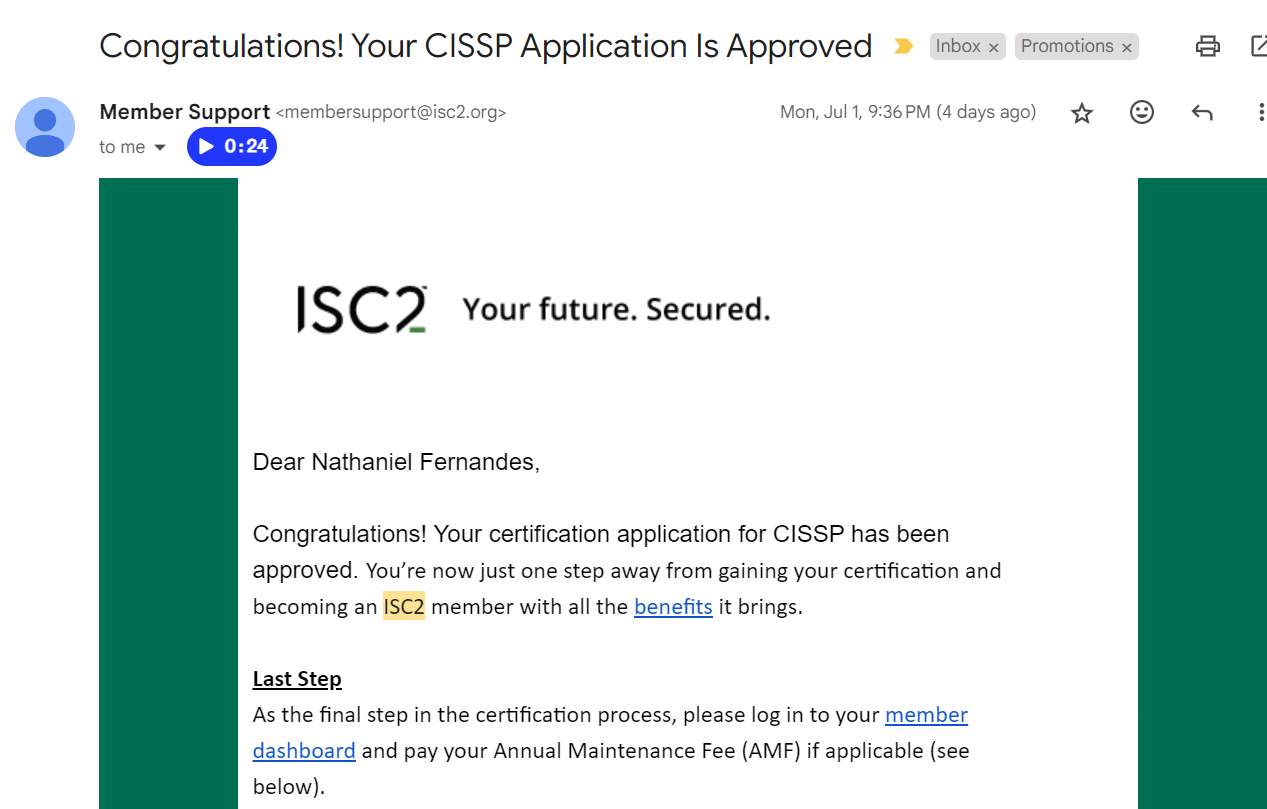 Congratulations! Your CISSP Application Is Approved Inbox × Promotions ×
Member Support <membersupport@isc2.org> Mon, Jul 1, 9:36 PM (4 days ago)
to me 0:24
ISC2™ Your future. Secured.
Dear Nathaniel Fernandes,
Congratulations! Your certification application for CISSP has been
approved. You’re now just one step away from gaining your certification and
becoming an ISC2 member with all the benefits it brings.
Last Step
As the final step in the certification process, please log in to your member
dashboard and pay your Annual Maintenance Fee (AMF) if applicable (see
below).